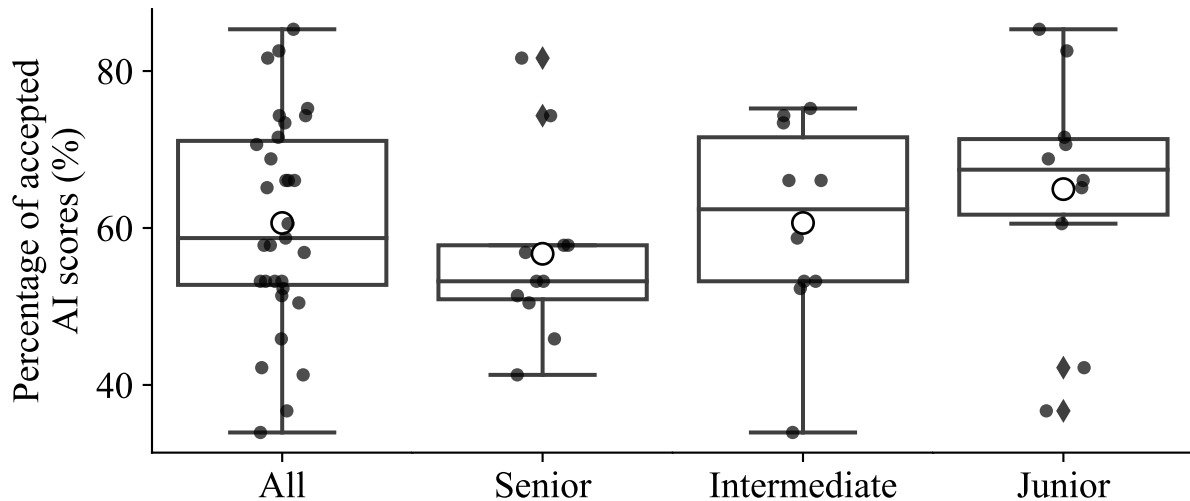 Percentage of accepted
AI scores (%)
80
60
40
All
Senior
Intermediate
Junior